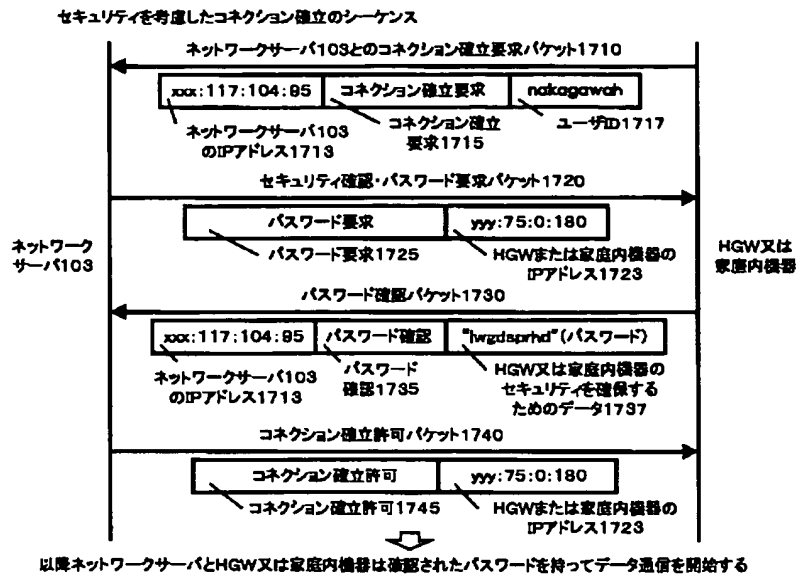 セキュリティを考慮したコネクション確立のシーケンス
ネットワークサーバ103とのコネクション確立要求パケット1710
xxx:117:104:95 コネクション確立要求 nakagawah
ネットワークサーバ103
のIPアドレス1713
コネクション確立
要求1715
ユーザID1717
セキュリティ確認・パスワード要求パケット1720
パスワード要求 yyy:75:0:180
パスワード要求1725
HGWまたは家庭内機器の
IPアドレス1723
ネットワーク
サーバ103
HGW又は
家庭内機器
パスワード確認パケット1730
xxx:117:104:95 パスワード確認 "lwgdsprhd"(パスワード)
ネットワークサーバ103
のIPアドレス1713
パスワード
確認1735
HGW又は家庭内機器の
セキュリティを確保する
ためのデータ1737
コネクション確立許可パケット1740
コネクション確立許可 yyy:75:0:180
コネクション確立許可1745
HGWまたは家庭内機器の
IPアドレス1723
以降ネットワークサーバとHGW又は家庭内機器は確認されたパスワードを持ってデータ通信を開始する